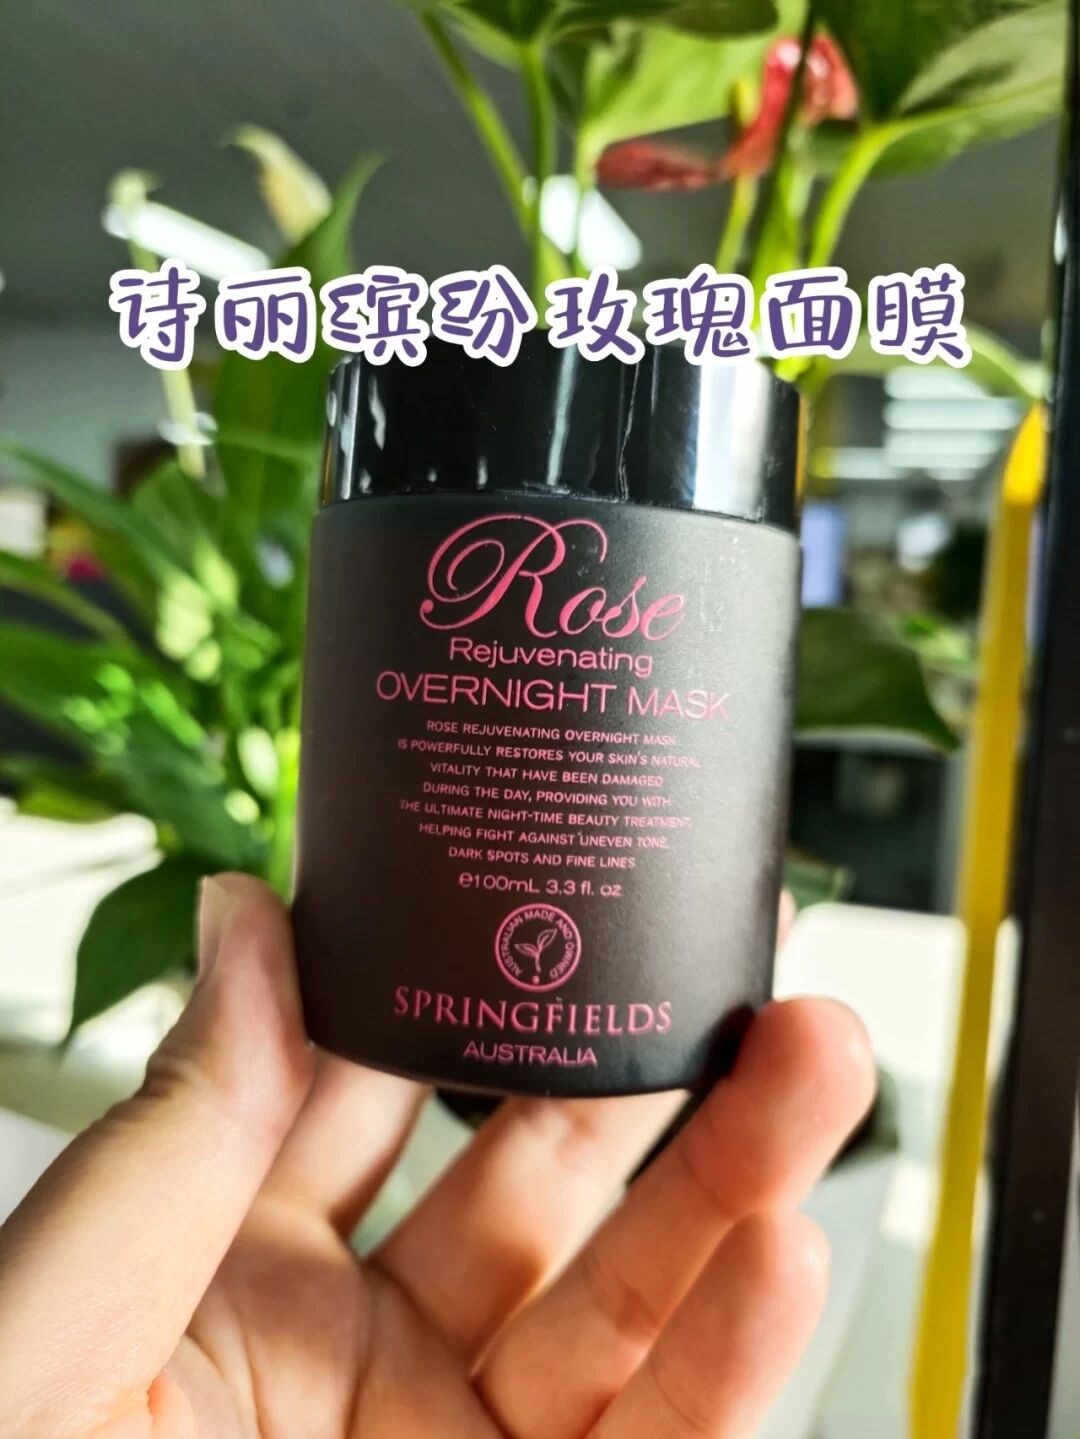 诗丽缤纷玫瑰面膜
Rose
Rejuvenating
OVERNIGHT MASK
ROSE REJUVENATING OVERNIGHT MASK
IS POWERFULLY RESTORES YOUR SKIN'S NATURAL
VITALITY THAT HAVE BEEN DAMAGED
DURING THE DAY, PROVIDING YOU WITH
THE ULTIMATE NIGHT-TIME BEAUTY TREATMENT,
HELPING FIGHT AGAINST UNEVEN TONE,
DARK SPOTS AND FINE LINES
℮100mL 3.3 fl. oz
AUSTRALIAN MADE AND OWNED
SPRINGFIELDS
AUSTRALIA